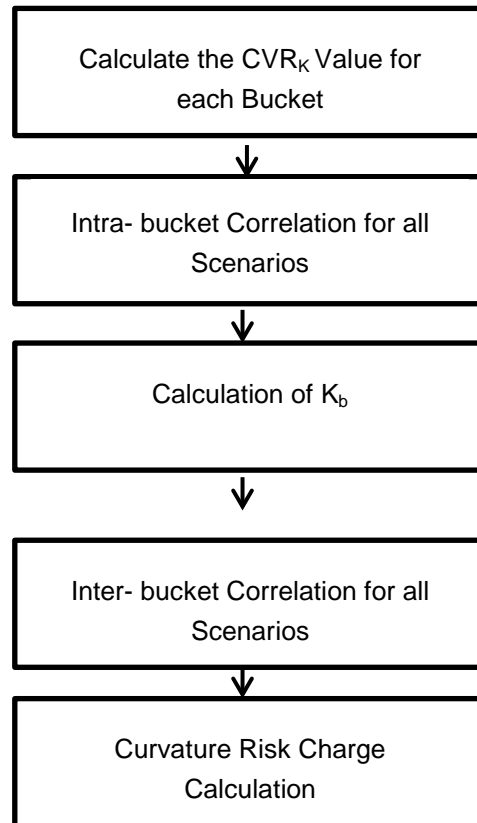 Calculate the CVRK Value for
each Bucket
Intra- bucket Correlation for all
Scenarios
Calculation of Kb
Inter- bucket Correlation for all
Scenarios
Curvature Risk Charge
Calculation